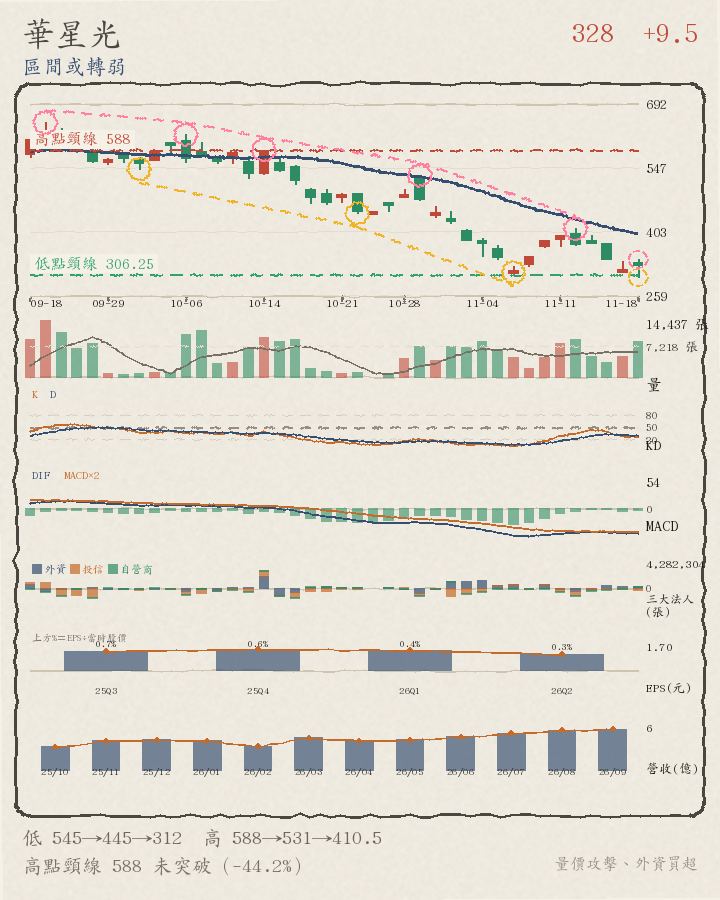 華星光
328 +9.5
區間或轉弱
692
高點頸線 588
547
403
低點頸線 306.25
259
09-18 09-29 10-06 10-14 10-21 10-28 11-04 11-11 11-18
14,437 張
7,218 張
量
K D
80
50
20
KD
DIF MACD×2
54
0
MACD
外資 投信 自營商
4,282,304
0
三大法人
(張)
上方%=EPS÷當時股價
0.7% 0.6% 0.4% 0.3%
1.70
25Q3 25Q4 26Q1 26Q2
EPS(元)
6
25/10 25/11 25/12 26/01 26/02 26/03 26/04 26/05 26/06 26/07 26/08 26/09
營收(億)
低 545→445→312 高 588→531→410.5
高點頸線 588 未突破 (-44.2%)
量價攻擊、外資買超